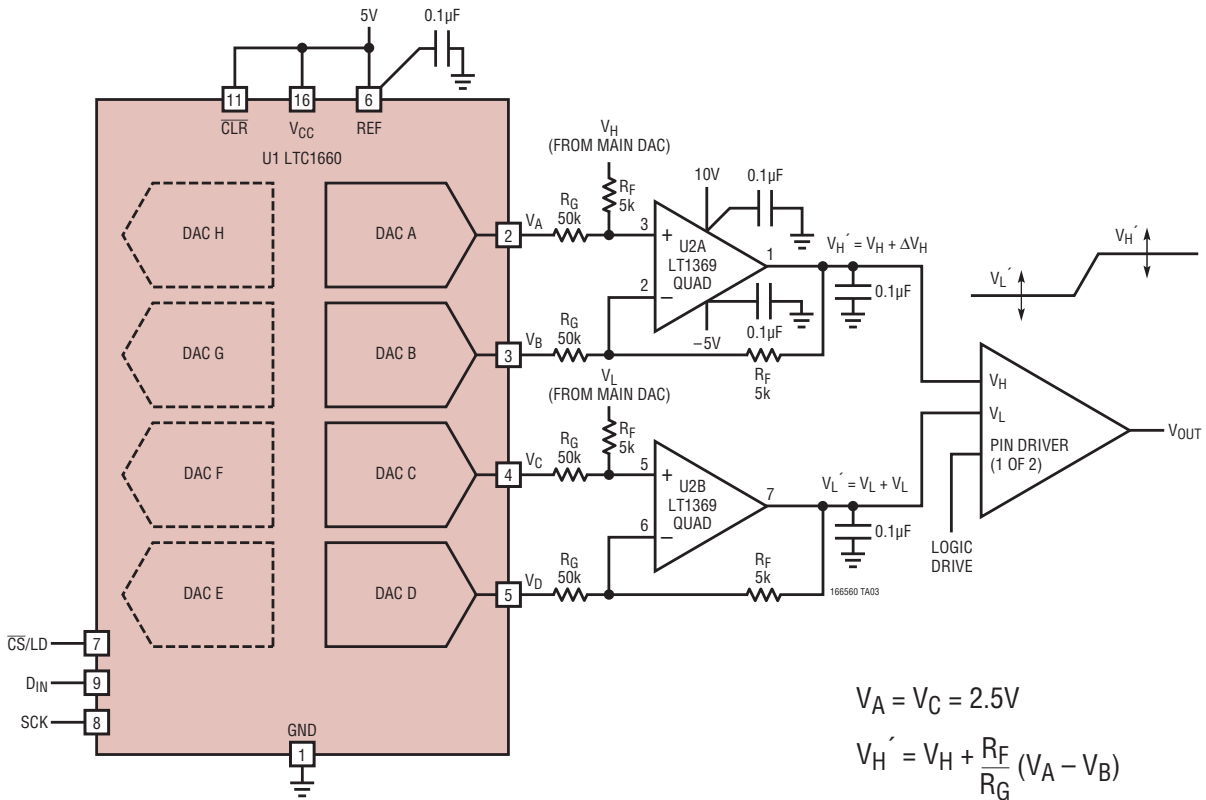 5V
0.1µF
11
16
6
CLR
VCC
REF
U1 LTC1660
DAC H
DAC A
2
VA
RG
50k
VH
(FROM MAIN DAC)
RF
5k
3
+
10V
0.1µF
U2A
LT1369
QUAD
1
VH´ = VH + ΔVH
0.1µF
2
–
0.1µF
–5V
VH´
VL´
DAC G
DAC B
3
VB
RG
50k
RF
5k
VL
(FROM MAIN DAC)
RF
5k
VH
VL
PIN DRIVER
(1 OF 2)
VOUT
LOGIC
DRIVE
DAC F
DAC C
4
VC
RG
50k
5
+
U2B
LT1369
QUAD
7
VL´ = VL + VL
0.1µF
6
–
DAC E
DAC D
5
VD
RG
50k
RF
5k
166560 TA03
CS/LD
7
DIN
9
SCK
8
GND
1
VA = VC = 2.5V
VH´ = VH + RF/RG (VA – VB)